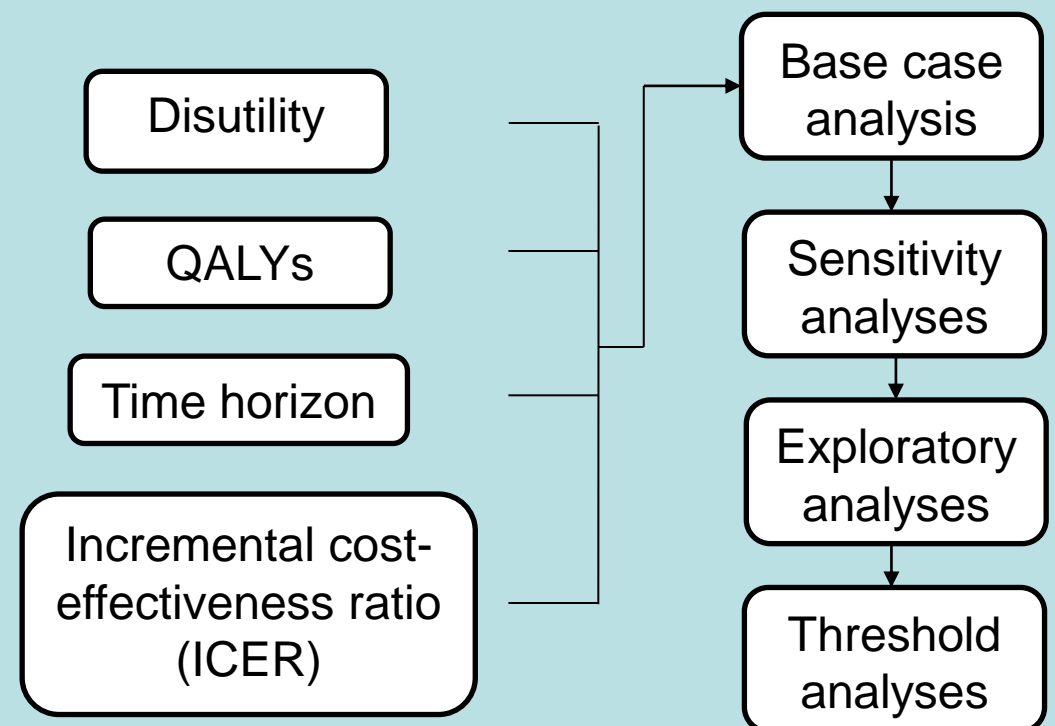 Disutility
QALYs
Time horizon
Incremental cost-
effectiveness ratio
(ICER)
Base case
analysis
Sensitivity
analyses
Exploratory
analyses
Threshold
analyses